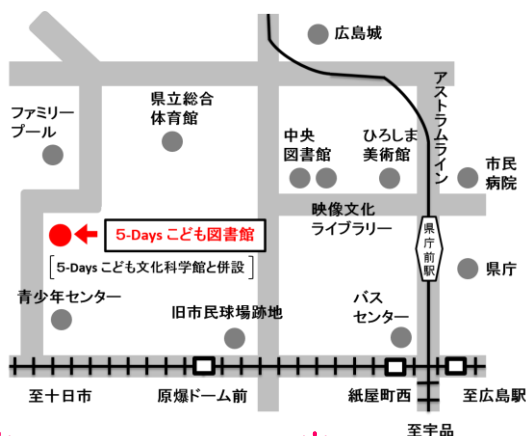 広島城
アストラムライン
県立総合
体育館
ファミリー
プール
中央
図書館
ひろしま
美術館
市民
病院
映像文化
ライブラリー
5-Days こども図書館
5-Days こども文化科学館と併設
県庁前駅
県庁
青少年センター
旧市民球場跡地
バス
センター
至十日市
原爆ドーム前
紙屋町西
至広島駅
至宇品